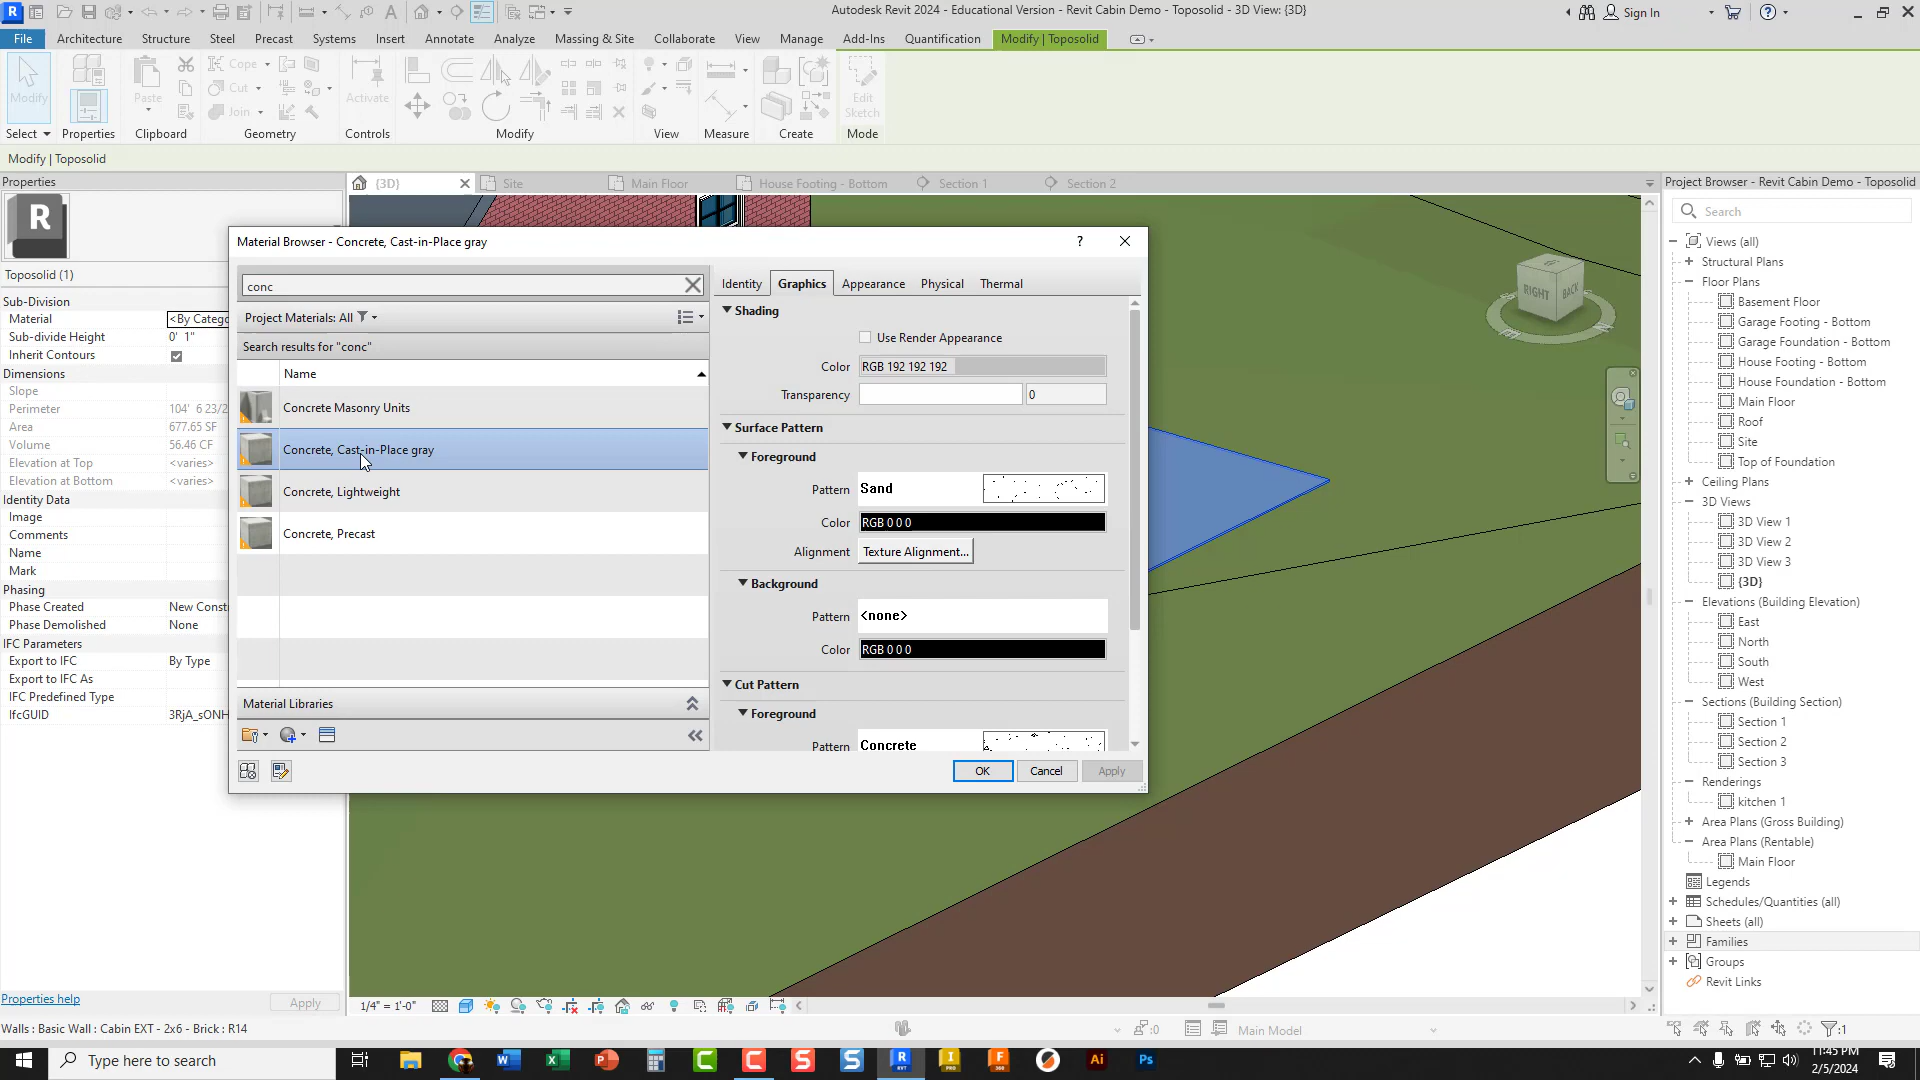 Autodesk Revit 2024 - Educational Version - Revit Cabin Demo - Toposolid - 3D View: {3D}
Sign In
File Architecture Structure Steel Precast Systems Insert Annotate Analyze Massing & Site Collaborate View Manage Add-Ins Quantification Modify | Toposolid
Modify Paste Cope Cut Join Activate Edit Sketch
Select Properties Clipboard Geometry Controls Modify View Measure Create Mode
Modify | Toposolid
Properties
{3D} Site Main Floor House Footing - Bottom Section 1 Section 2
Toposolid (1)
Sub-Division
Material <By Catego
Sub-divide Height 0' 1"
Inherit Contours
Dimensions
Slope
Perimeter 104' 6 23/2
Area 677.65 SF
Volume 56.46 CF
Elevation at Top <varies>
Elevation at Bottom <varies>
Identity Data
Image
Comments
Name
Mark
Phasing
Phase Created New Const
Phase Demolished None
IFC Parameters
Export to IFC By Type
Export to IFC As
IFC Predefined Type
IfcGUID 3RjA_sONH
Properties help
Apply
Material Browser - Concrete, Cast-in-Place gray
conc
Project Materials: All
Search results for "conc"
Name
Concrete Masonry Units
Concrete, Cast-in-Place gray
Concrete, Lightweight
Concrete, Precast
Material Libraries
Identity Graphics Appearance Physical Thermal
Shading
Use Render Appearance
Color RGB 192 192 192
Transparency 0
Surface Pattern
Foreground
Pattern Sand
Color RGB 0 0 0
Alignment Texture Alignment...
Background
Pattern <none>
Color RGB 0 0 0
Cut Pattern
Foreground
Pattern Concrete
OK Cancel Apply
RIGHT BACK
Project Browser - Revit Cabin Demo - Toposolid
Search
Views (all)
Structural Plans
Floor Plans
Basement Floor
Garage Footing - Bottom
Garage Foundation - Bottom
House Footing - Bottom
House Foundation - Bottom
Main Floor
Roof
Site
Top of Foundation
Ceiling Plans
3D Views
3D View 1
3D View 2
3D View 3
{3D}
Elevations (Building Elevation)
East
North
South
West
Sections (Building Section)
Section 1
Section 2
Section 3
Renderings
kitchen 1
Area Plans (Gross Building)
Area Plans (Rentable)
Main Floor
Legends
Schedules/Quantities (all)
Sheets (all)
Families
Groups
Revit Links
1/4" = 1'-0"
Walls : Basic Wall : Cabin EXT - 2x6 - Brick : R14
:0
Main Model
:1
Type here to search
11:45 PM
2/5/2024